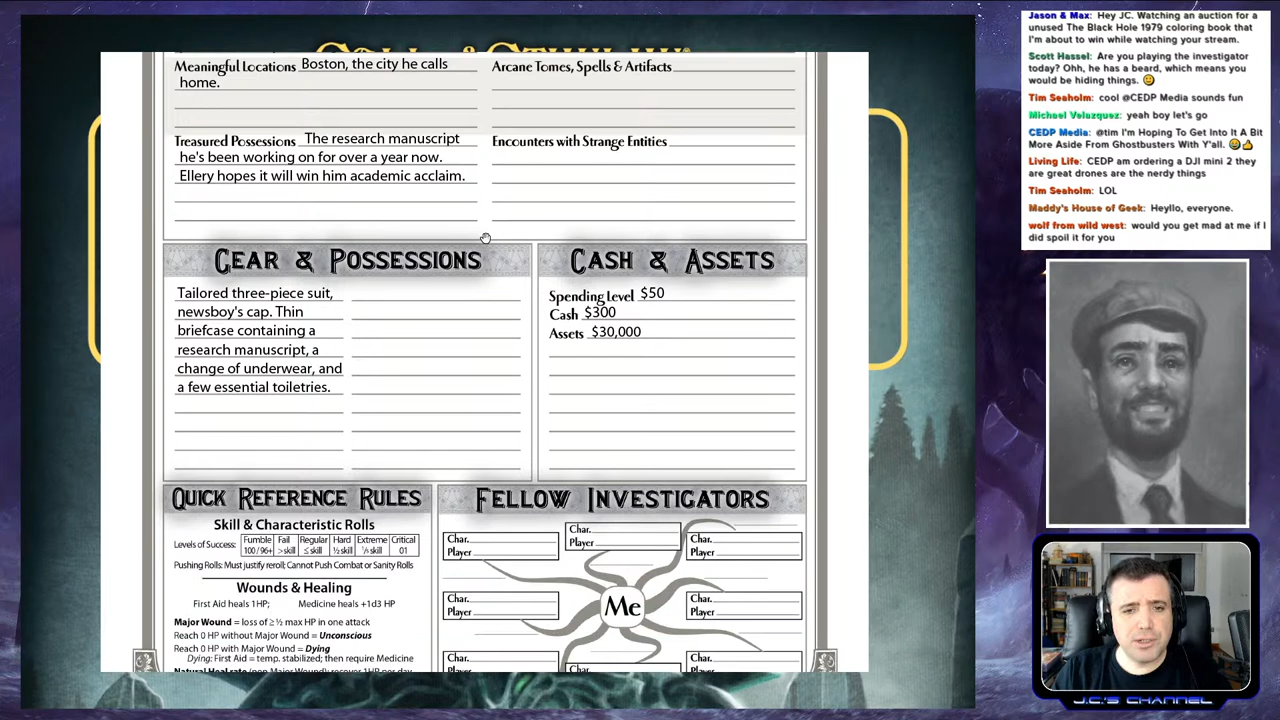 Meaningful Locations Boston, the city he calls
home.
Arcane Tomes, Spells & Artifacts
Treasured Possessions The research manuscript
he's been working on for over a year now.
Ellery hopes it will win him academic acclaim.
Encounters with Strange Entities
GEAR & POSSESSIONS
Tailored three-piece suit,
newsboy's cap. Thin
briefcase containing a
research manuscript, a
change of underwear, and
a few essential toiletries.
CASH & ASSETS
Spending Level $50
Cash $300
Assets $30,000
QUICK REFERENCE RULES
Skill & Characteristic Rolls
Levels of Success:
Fumble Fail Regular Hard Extreme Critical
100/96+ >skill ≤skill ½skill ⅕skill 01
Pushing Rolls: Must justify reroll; Cannot Push Combat or Sanity Rolls
Wounds & Healing
First Aid heals 1HP; Medicine heals +1d3 HP
Major Wound = loss of ≥ ½ max HP in one attack
Reach 0 HP without Major Wound = Unconscious
Reach 0 HP with Major Wound = Dying
Dying: First Aid = temp. stabilized; then require Medicine
FELLOW INVESTIGATORS
Char.
Player
Char.
Player
Char.
Player
Char.
Player
Me
Char.
Player
Char.
Char.
Char.
Jason & Max: Hey JC. Watching an auction for a
unused The Black Hole 1979 coloring book that
I'm about to win while watching your stream.
Scott Hassel: Are you playing the investigator
today? Ohh, he has a beard, which means you
would be hiding things.
Tim Seaholm: cool @CEDP Media sounds fun
Michael Velazquez: yeah boy let's go
CEDP Media: @tim I'm Hoping To Get Into It A Bit
More Aside From Ghostbusters With Y'all.
Living Life: CEDP am ordering a DJI mini 2 they
are great drones are the nerdy things
Tim Seaholm: LOL
Maddy's House of Geek: Heyllo, everyone.
wolf from wild west: would you get mad at me if I
did spoil it for you
J.C.'S CHANNEL